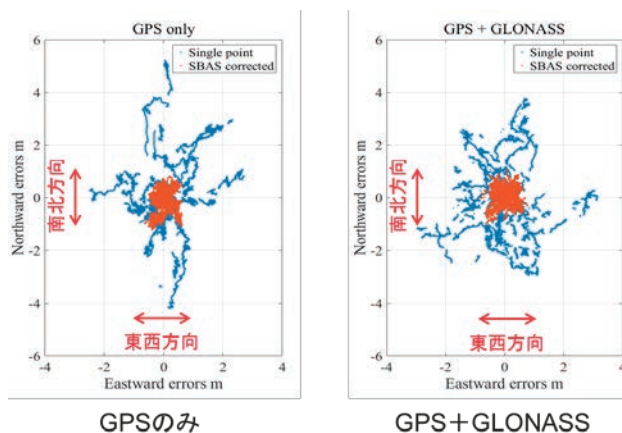 GPS only
Single point
SBAS corrected
Northward errors m
6
4
2
0
-2
-4
-6
南北方向
東西方向
-4
-2
0
2
4
Eastward errors m
GPSのみ
GPS + GLONASS
Single point
SBAS corrected
Northward errors m
6
4
2
0
-2
-4
-6
南北方向
東西方向
-4
-2
0
2
4
Eastward errors m
GPS＋GLONASS